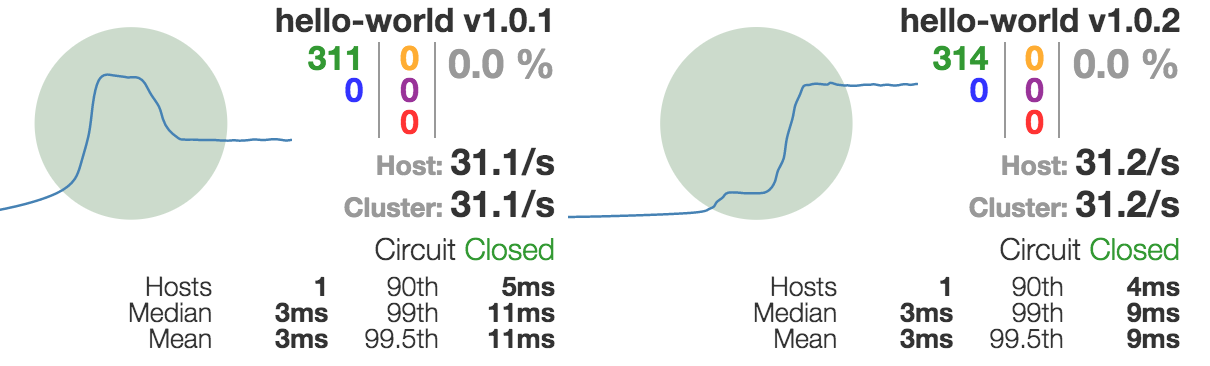 hello-world v1.0.1
311 0 0.0 %
0 0
0
Host: 31.1/s
Cluster: 31.1/s
Circuit Closed
Hosts 1 90th 5ms
Median 3ms 99th 11ms
Mean 3ms 99.5th 11ms
hello-world v1.0.2
314 0 0.0 %
0 0
0
Host: 31.2/s
Cluster: 31.2/s
Circuit Closed
Hosts 1 90th 4ms
Median 3ms 99th 9ms
Mean 3ms 99.5th 9ms